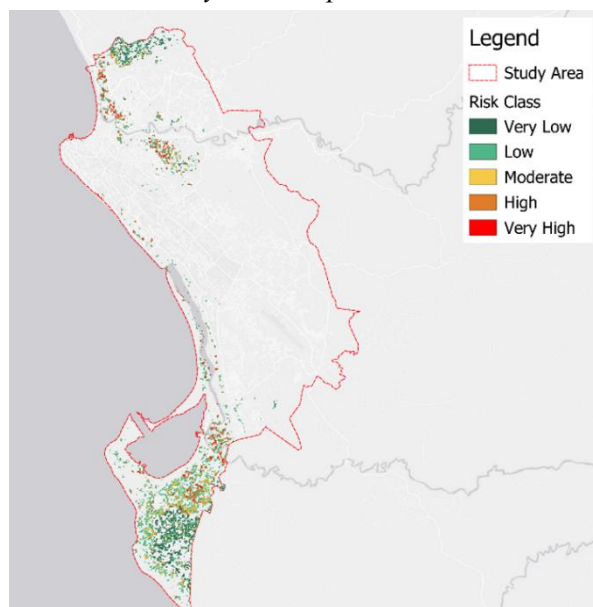 Legend
Study Area
Risk Class
Very Low
Low
Moderate
High
Very High